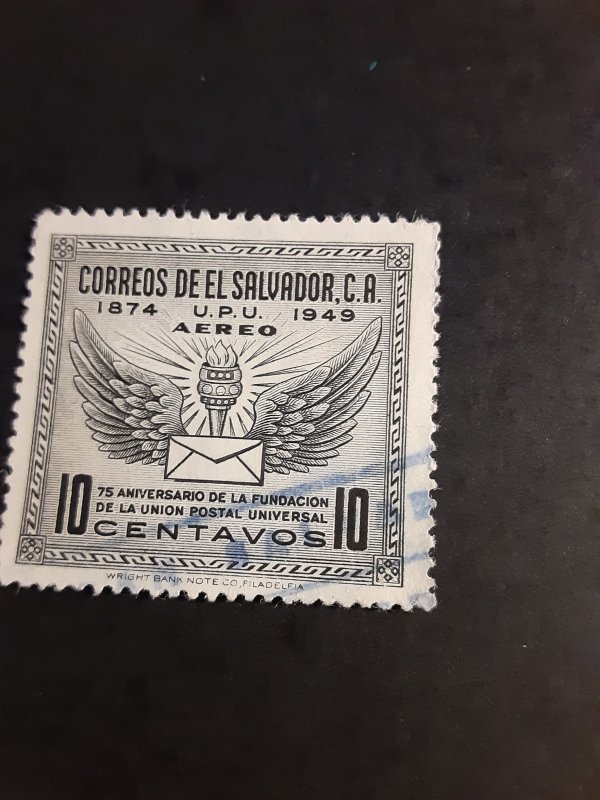 CORREOS DE EL SALVADOR, C.A.
1874 U.P.U. 1949
AEREO
75 ANIVERSARIO DE LA FUNDACION
DE LA UNION POSTAL UNIVERSAL
10 CENTAVOS 10
WRIGHT BANK NOTE CO., FILADELFIA